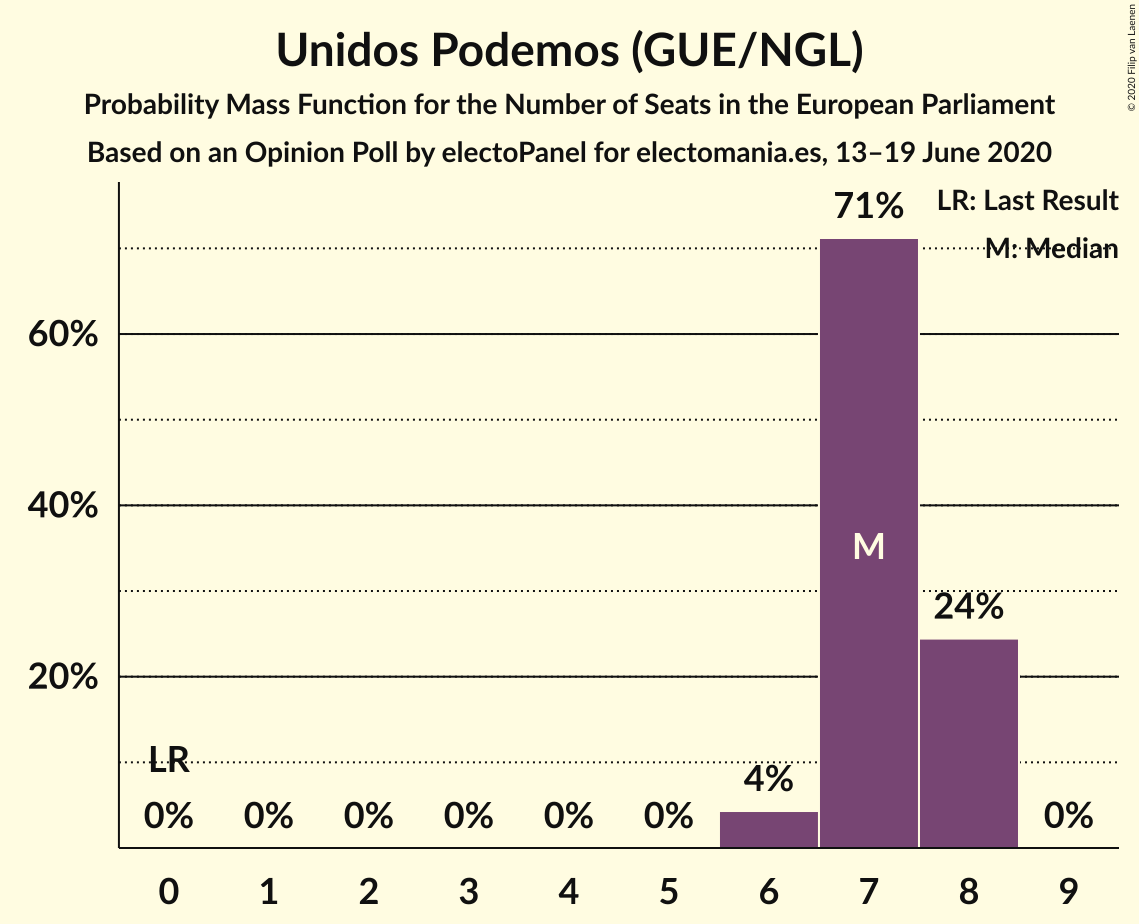 Unidos Podemos (GUE/NGL)
Probability Mass Function for the Number of Seats in the European Parliament
Based on an Opinion Poll by electoPanel for electomania.es, 13–19 June 2020
© 2020 Filip van Laenen
LR: Last Result
M: Median
71%
60%
40%
M
24%
20%
LR
4%
0% 0% 0% 0% 0% 0% 0%
0 1 2 3 4 5 6 7 8 9